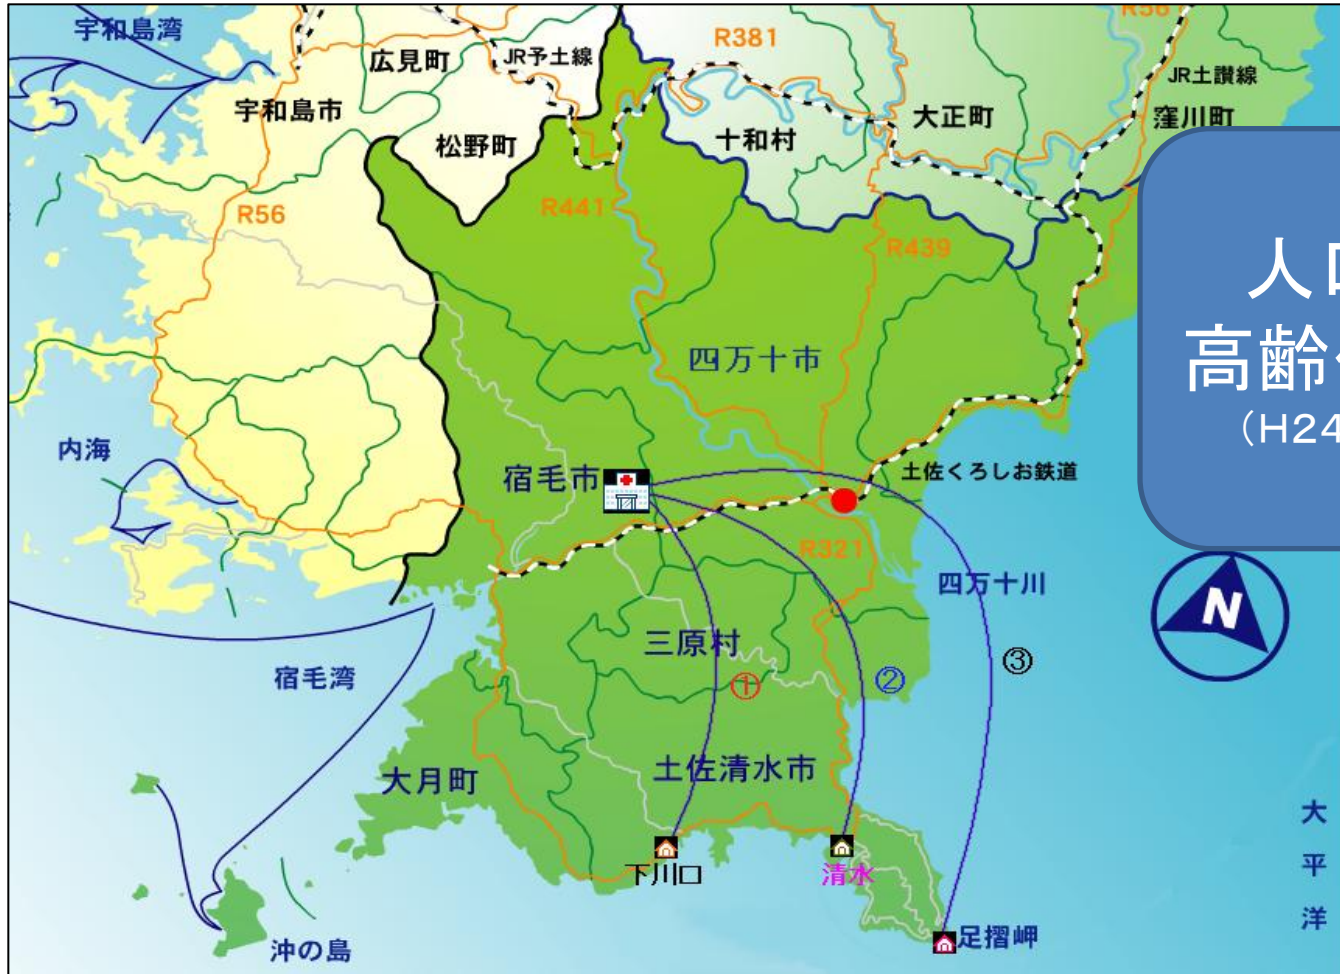 宇和島湾
広見町
JR予土線
R381
R56
JR土讃線
宇和島市
松野町
十和村
大正町
窪川町
R56
R441
R439
人口
高齢
(H24
四万十市
内海
宿毛市
土佐くろしお鉄道
R321
四万十川
N
三原村
宿毛湾
①
②
③
大月町
土佐清水市
下川口
清水
足摺岬
沖の島
大
平
洋